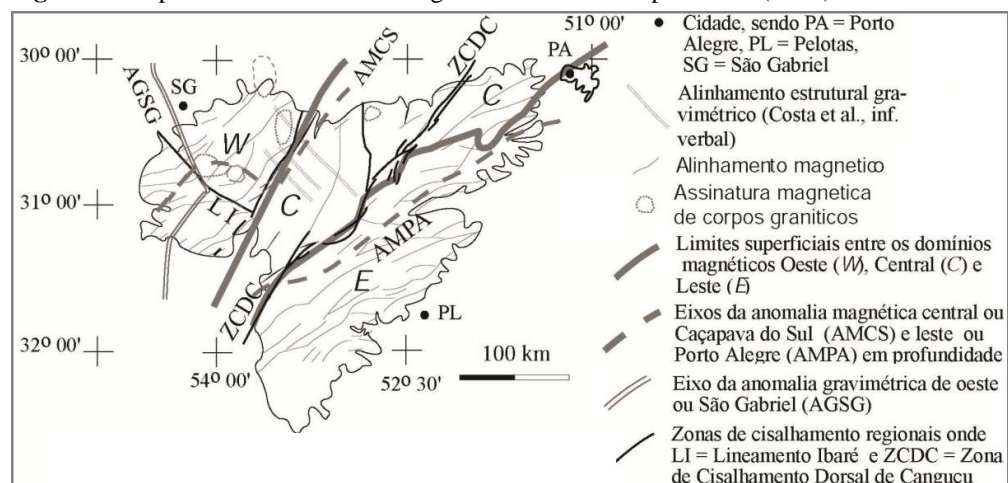 51º 00'
30º 00'
PA
SG
AGSG
AMCS
ZCDC
C
W
31º 00'
LI
C
AMPA
E
ZCDC
PL
32º 00'
100 km
54º 00'
52º 30'
Cidade, sendo PA = Porto
Alegre, PL = Pelotas,
SG = São Gabriel
Alinhamento estrutural gra-
vimétrico (Costa et al., inf.
verbal)
Alinhamento magnetico
Assinatura magnetica
de corpos graniticos
Limites superficiais entre os domínios
magnéticos Oeste (W), Central (C) e
Leste (E)
Eixos da anomalia magnética central ou
Caçapava do Sul (AMCS) e leste ou
Porto Alegre (AMPA) em profundidade
Eixo da anomalia gravimétrica de oeste
ou São Gabriel (AGSG)
Zonas de cisalhamento regionais onde
LI = Lineamento Ibaré e ZCDC = Zona
de Cisalhamento Dorsal de Canguçu